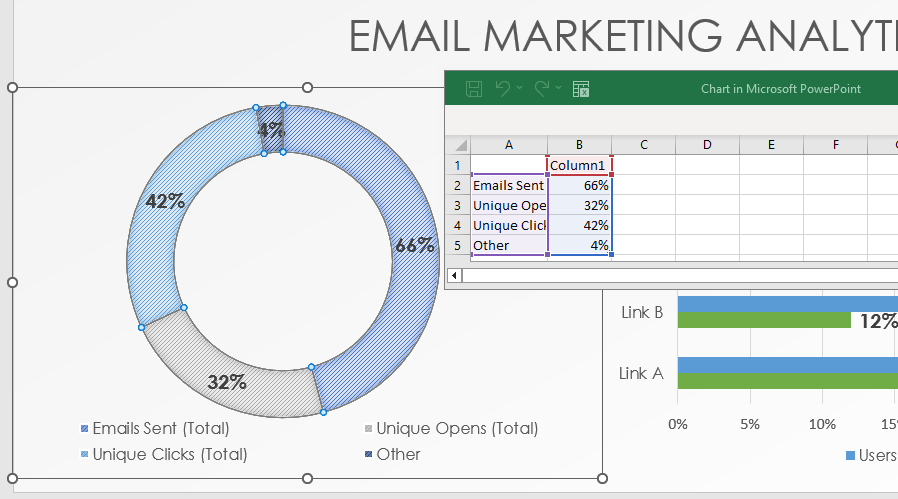 EMAIL MARKETING ANALYT
Chart in Microsoft PowerPoint
A B C D E F
1 Column1
2 Emails Sent 66%
3 Unique Ope 32%
4 Unique Click 42%
5 Other 4%
4%
42%
66%
32%
Emails Sent (Total) Unique Opens (Total)
Unique Clicks (Total) Other
Link B
12%
Link A
0% 5% 10% 15
Users